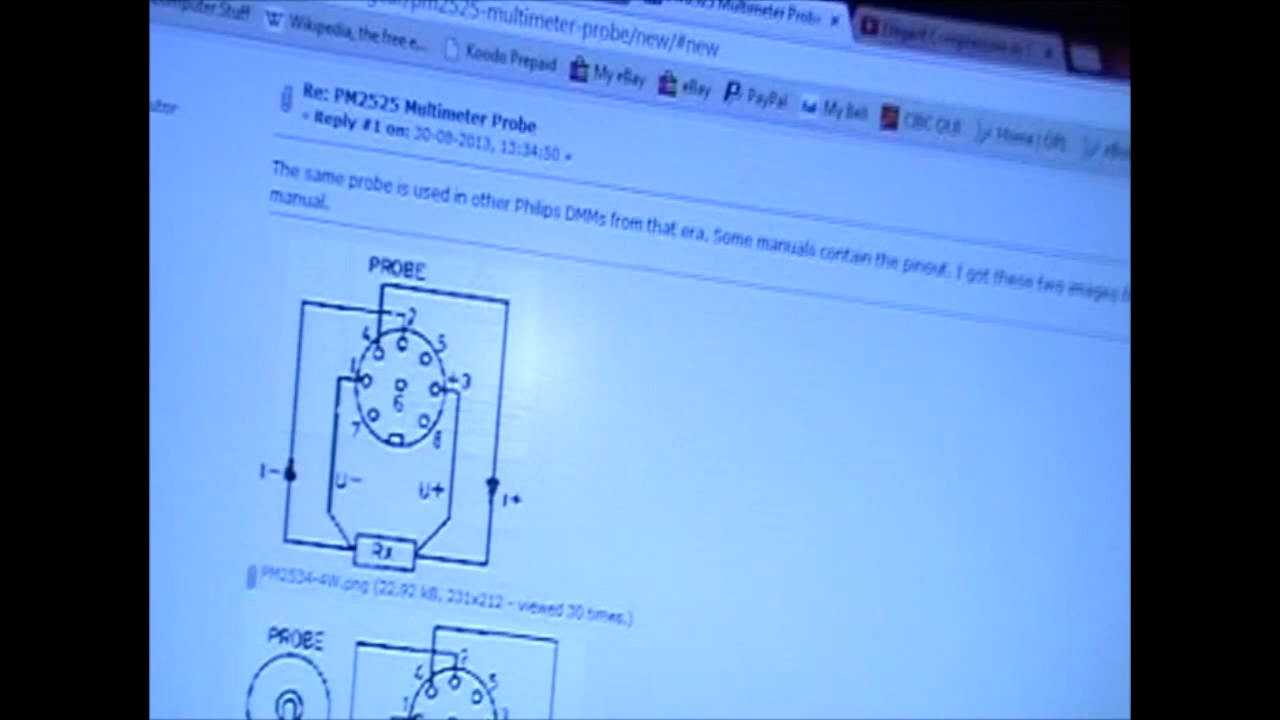 pm2525-multimeter-probe/new/#new
Multimeter Probe
Computer Stuff
Wikipedia, the free e...
Koodo Prepaid
My eBay
eBay
PayPal
My Bell
Re: PM2525 Multimeter Probe
« Reply #1 on: 30-08-2013, 13:34:50 »
The same probe is used in other Philips DMMs from that era. Some manuals contain the pinout. I got these two images
manual.
PROBE
2
4 5
1 +3
6
7 8
I- U- U+ I+
Rx
PM2534-4W.png (22.92 kB, 231x212 - viewed 30 times.)
PROBE
2
4 5
1 3